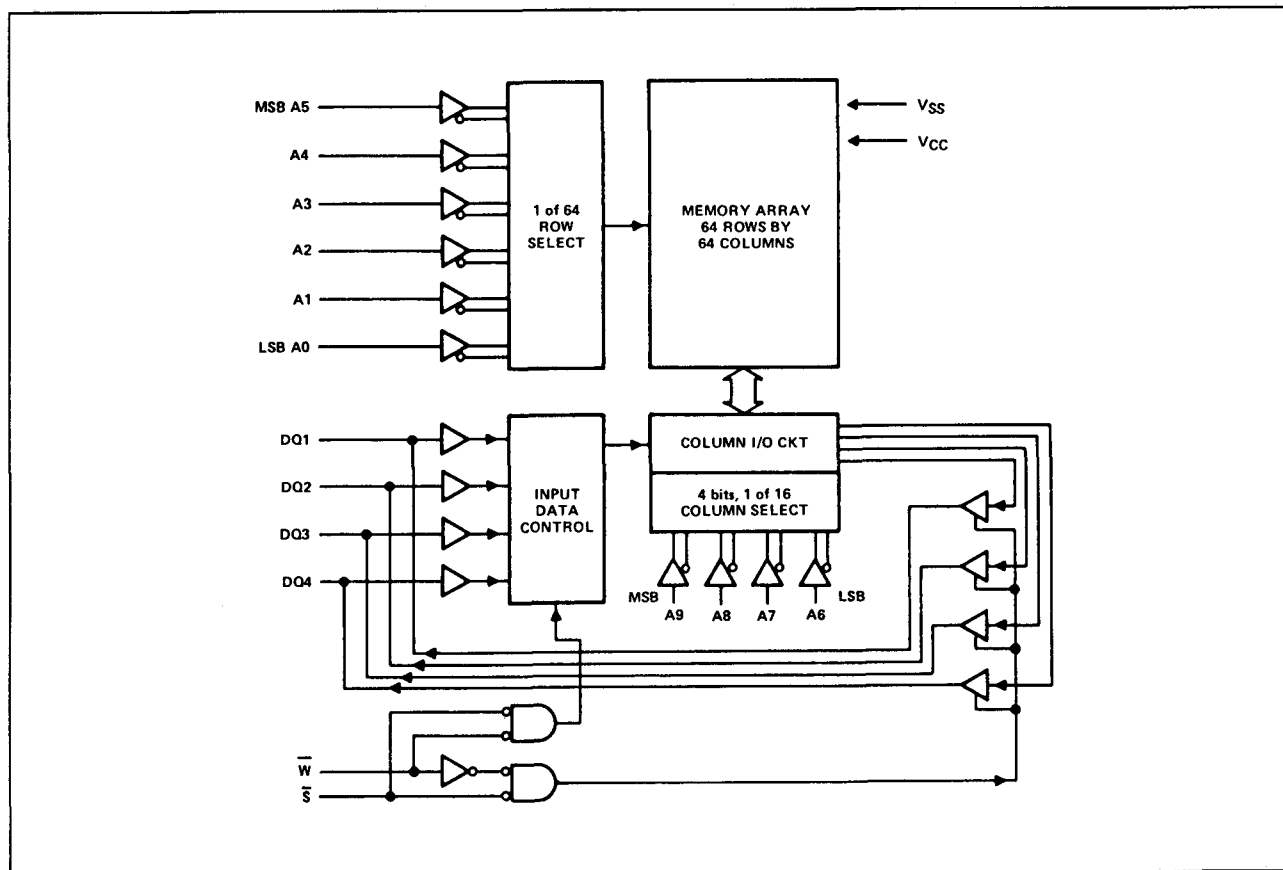 MSB A5
A4
A3
A2
A1
LSB A0
1 of 64
ROW
SELECT
MEMORY ARRAY
64 ROWS BY
64 COLUMNS
VSS
VCC
DQ1
DQ2
DQ3
DQ4
INPUT
DATA
CONTROL
COLUMN I/O CKT
4 bits, 1 of 16
COLUMN SELECT
MSB
A9
A8
A7
A6
LSB
W̅
S̅